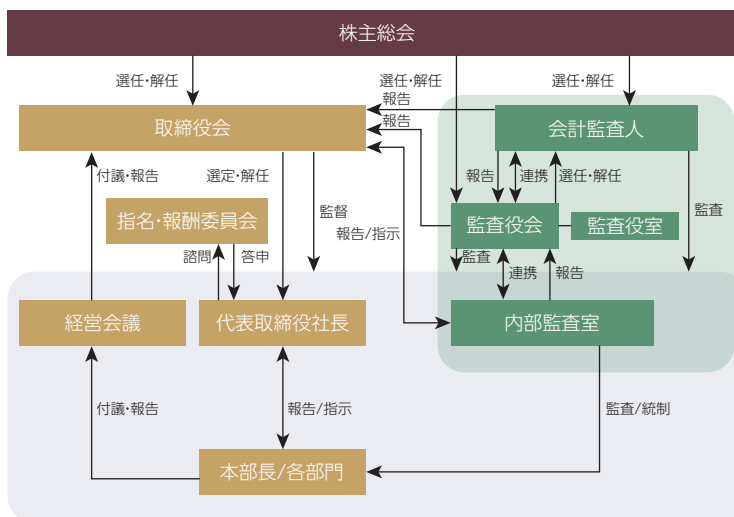 株主総会
選任・解任
選任・解任
選任・解任
報告
報告
取締役会
会計監査人
付議・報告
選定・解任
監督
報告
連携
選任・解任
監査
指名・報酬委員会
監査役会
監査役室
報告/指示
諮問
答申
監査
連携
報告
経営会議
代表取締役社長
内部監査室
付議・報告
報告/指示
監査/統制
本部長/各部門